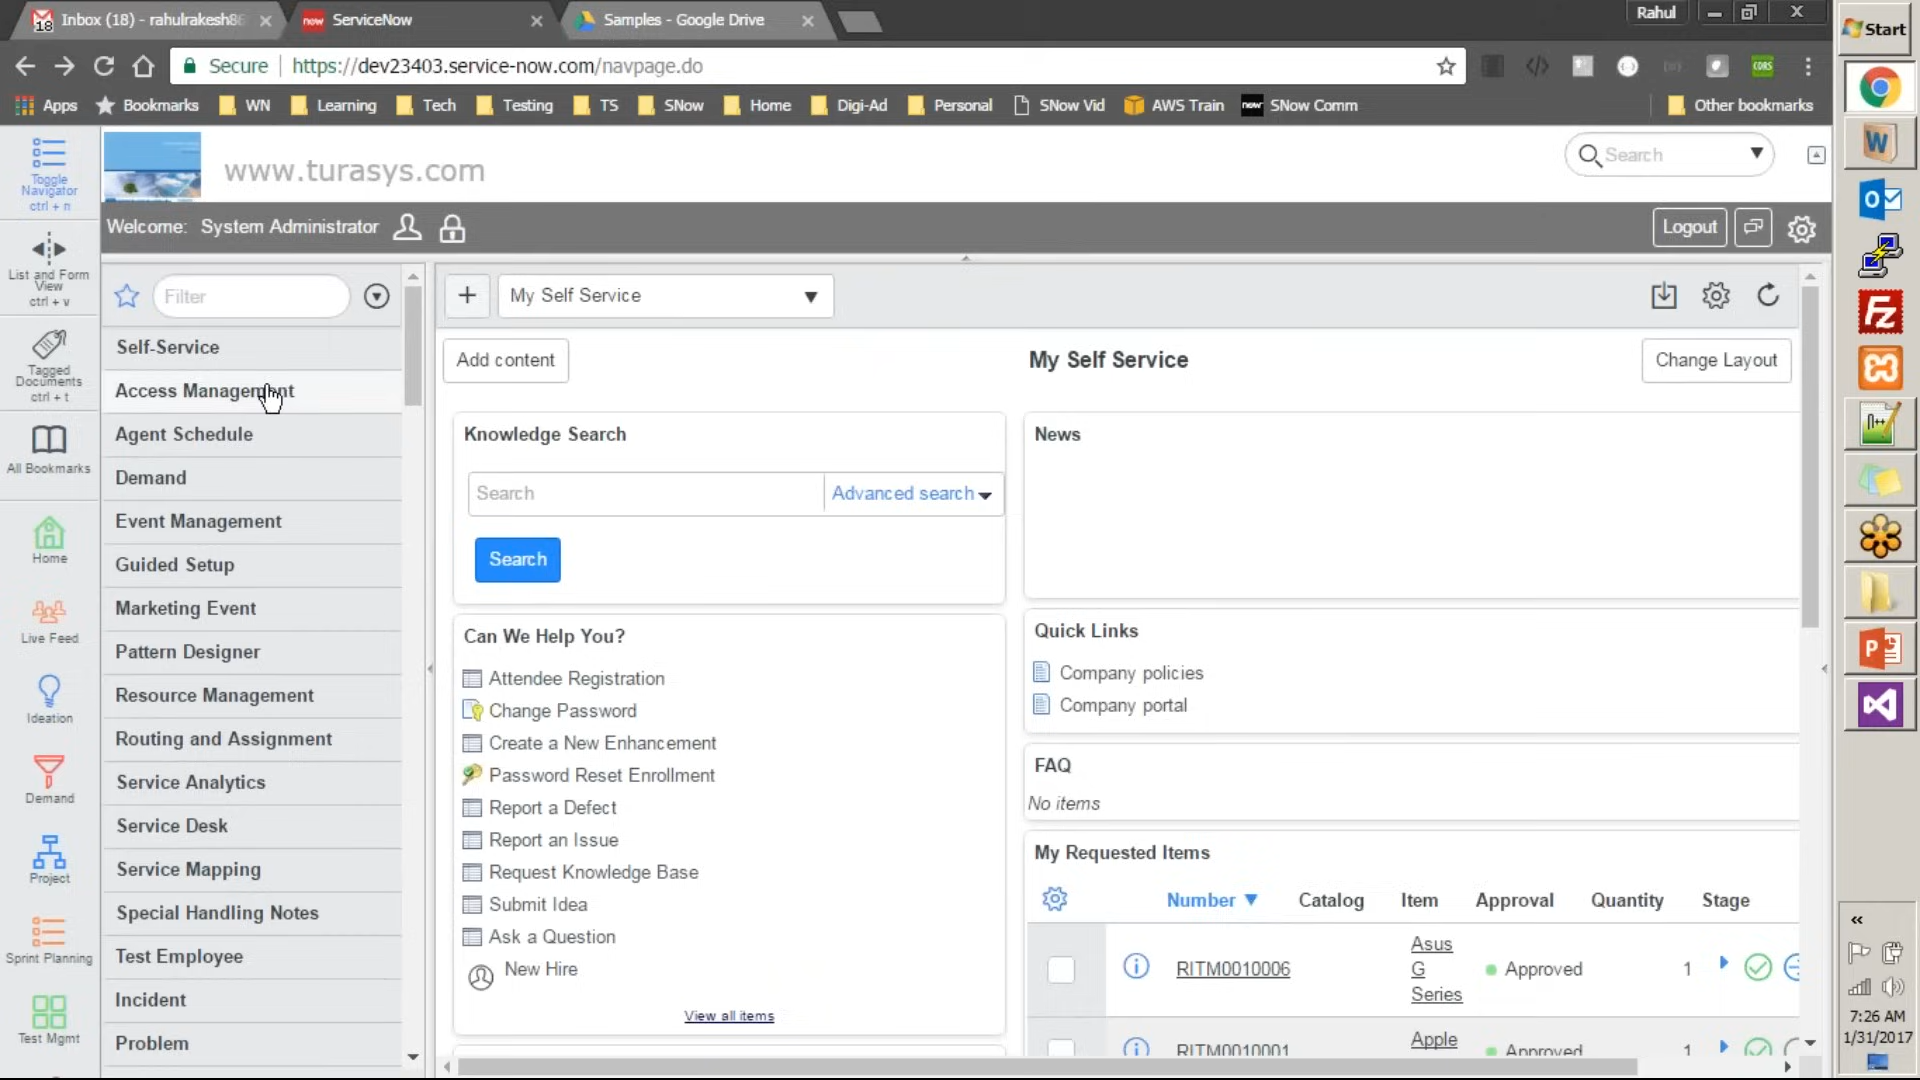 Inbox (18) - rahulrakesh86
ServiceNow
Samples - Google Drive
Rahul
18
now
Secure
https://dev23403.service-now.com/navpage.do
CORS
Apps
Bookmarks
WN
Learning
Tech
Testing
TS
SNow
Home
Digi-Ad
Personal
SNow Vid
AWS Train
SNow Comm
Other bookmarks
Start
Toggle
Navigator
ctrl + n
www.turasys.com
Search
Welcome: System Administrator
Logout
List and Form
View
ctrl + v
Filter
My Self Service
Tagged
Documents
ctrl + t
All Bookmarks
Home
Live Feed
Ideation
Demand
Project
Sprint Planning
Test Mgmt
Self-Service
Access Management
Agent Schedule
Demand
Event Management
Guided Setup
Marketing Event
Pattern Designer
Resource Management
Routing and Assignment
Service Analytics
Service Desk
Service Mapping
Special Handling Notes
Test Employee
Incident
Problem
Add content
My Self Service
Change Layout
Knowledge Search
Search
Advanced search
Search
Can We Help You?
Attendee Registration
Change Password
Create a New Enhancement
Password Reset Enrollment
Report a Defect
Report an Issue
Request Knowledge Base
Submit Idea
Ask a Question
New Hire
View all items
News
Quick Links
Company policies
Company portal
FAQ
No items
My Requested Items
Number
Catalog
Item
Approval
Quantity
Stage
RITM0010006
Asus
G
Series
Approved
1
RITM0010001
Apple
Approved
1
7:26 AM
1/31/2017